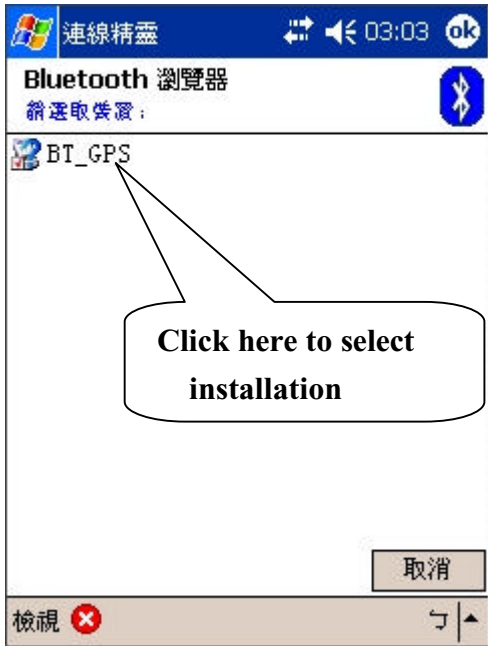 連線精靈 03:03 ok
Bluetooth 瀏覽器
請選取裝置：
BT_GPS
Click here to select
installation
取消
檢視 ㄅ